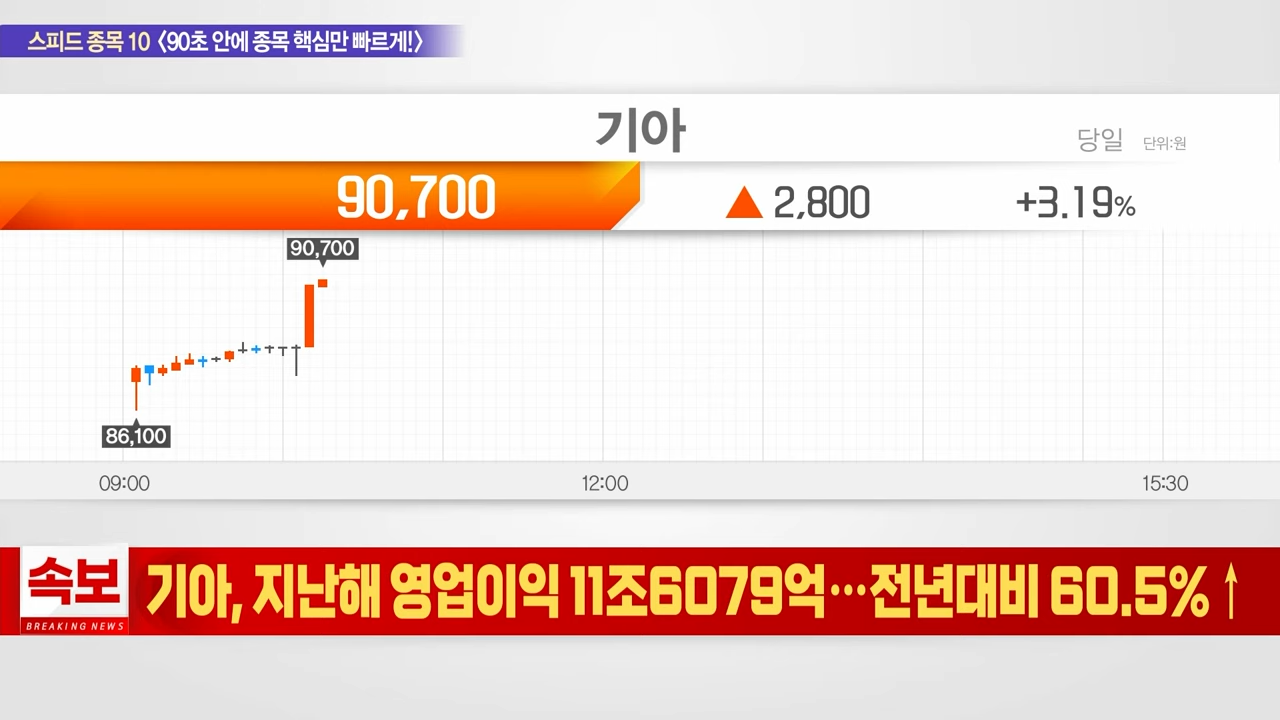 스피드 종목 10 〈90초 안에 종목 핵심만 빠르게!〉
기아
당일 단위:원
90,700 ▲ 2,800 +3.19%
90,700
86,100
09:00 12:00 15:30
속보 기아, 지난해 영업이익 11조6079억…전년대비 60.5%↑
BREAKING NEWS